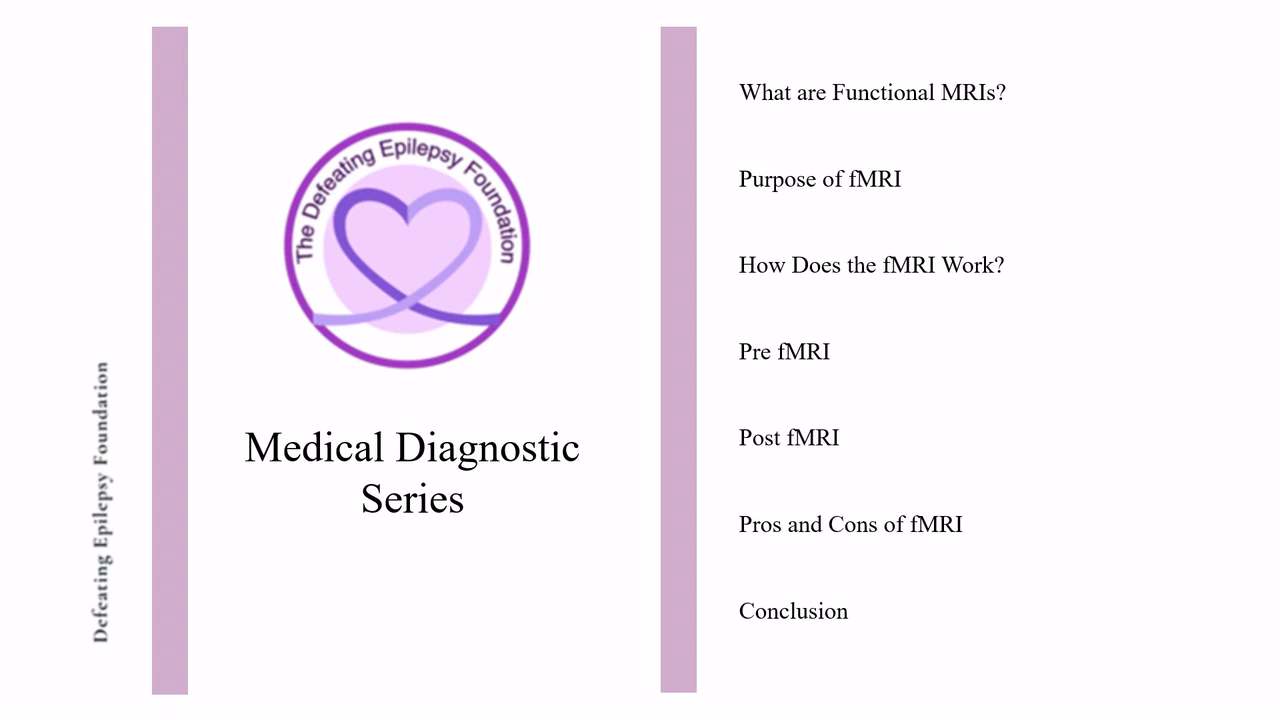 Defeating Epilepsy Foundation
The Defeating Epilepsy Foundation
Medical Diagnostic
Series
What are Functional MRIs?
Purpose of fMRI
How Does the fMRI Work?
Pre fMRI
Post fMRI
Pros and Cons of fMRI
Conclusion